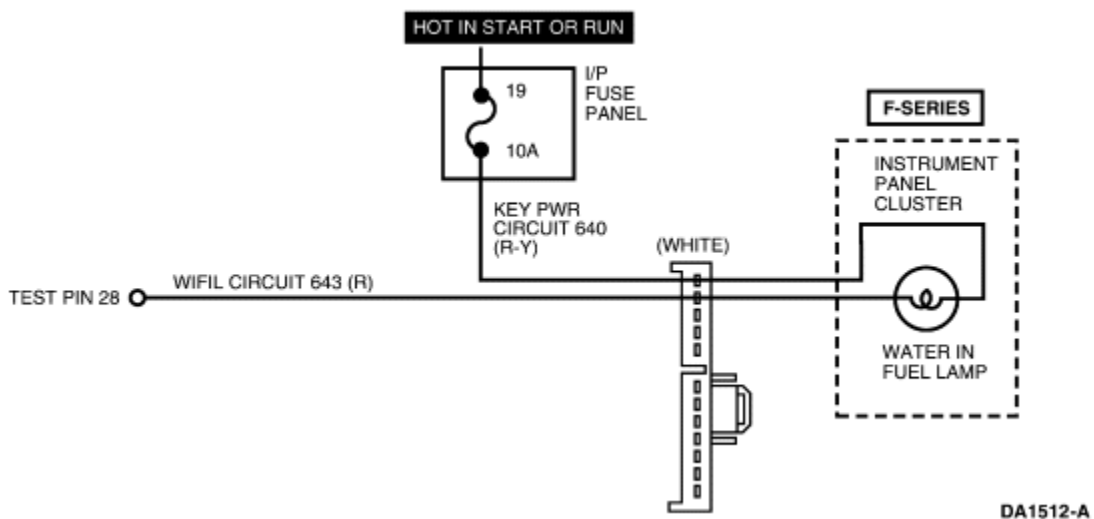 HOT IN START OR RUN
19
10A
I/P
FUSE
PANEL
F-SERIES
INSTRUMENT
PANEL
CLUSTER
KEY PWR
CIRCUIT 640
(R-Y)
(WHITE)
WIFIL CIRCUIT 643 (R)
TEST PIN 28
WATER IN
FUEL LAMP
DA1512-A